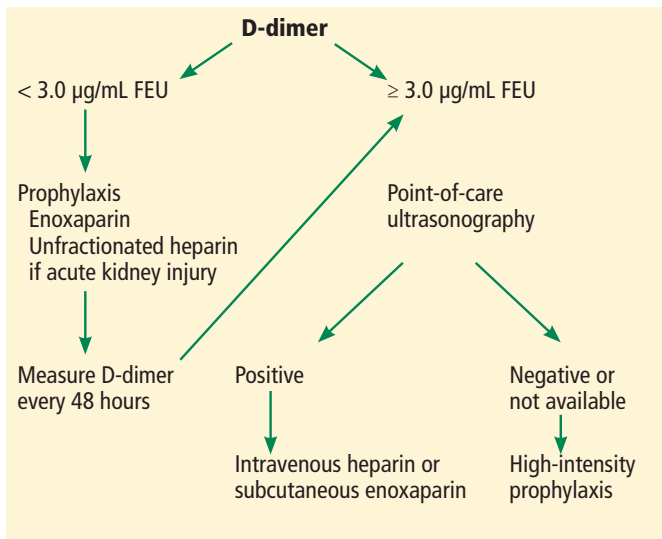 D-dimer
< 3.0 µg/mL FEU
≥ 3.0 µg/mL FEU
Prophylaxis
Enoxaparin
Unfractionated heparin
if acute kidney injury
Point-of-care
ultrasonography
Measure D-dimer
every 48 hours
Positive
Negative or
not available
Intravenous heparin or
subcutaneous enoxaparin
High-intensity
prophylaxis